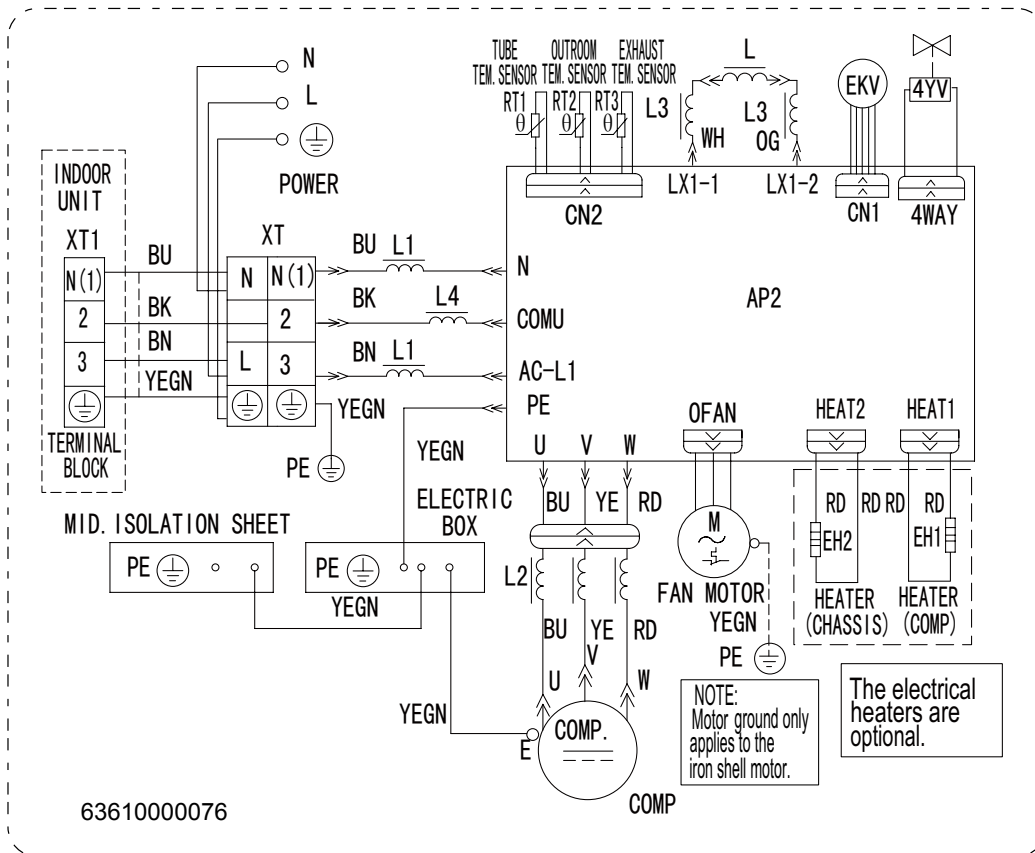 N
L
POWER
TUBE OUTROOM EXHAUST
TEM. SENSOR TEM. SENSOR TEM. SENSOR
RT1 RT2 RT3
θ θ θ
CN2
L
L3
L3
WH
OG
LX1-1
LX1-2
EKV
CN1
4YV
4WAY
INDOOR
UNIT
XT1
N(1)
2
3
TERMINAL
BLOCK
BU
BK
BN
YEGN
XT
N N(1)
2
L 3
YEGN
PE
BU L1
BK L4
BN L1
N
COMU
AC-L1
PE
AP2
YEGN
U V W
BU YE RD
L2
BU YE RD
U V W
COMP.
E
COMP
YEGN
OFAN
M
FAN MOTOR
YEGN
PE
HEAT2 HEAT1
RD RD RD RD
EH2 EH1
HEATER HEATER
(CHASSIS) (COMP)
MID. ISOLATION SHEET
PE
ELECTRIC
BOX
PE
YEGN
NOTE:
Motor ground only
applies to the
iron shell motor.
The electrical
heaters are
optional.
63610000076